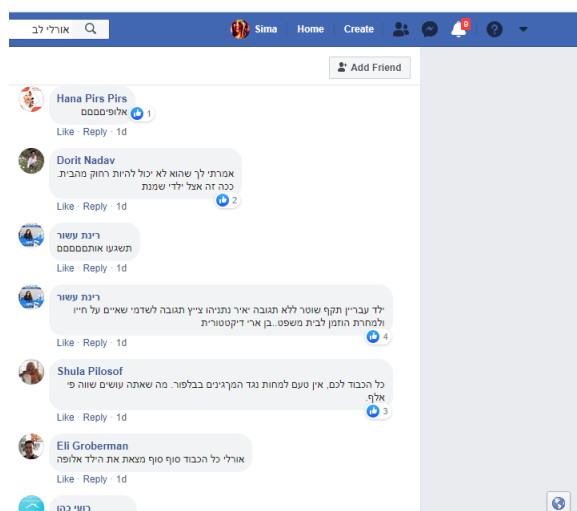 אורלי לב
Sima Home Create 9
Add Friend
Hana Pirs Pirs
אלופיםםםם 1
Like · Reply · 1d
Dorit Nadav
אמרתי לך שהוא לא יכול להיות רחוק מהבית.
ככה זה אצל ילדי שמנת
2
Like · Reply · 1d
רינת עשור
תשגעו אותםםםםם
Like · Reply · 1d
רינת עשור
ילד עבריין תקף שוטר ללא תגובה יאיר נתניהו צייץ תגובה לשדמי שאיים על חייו
ולמחרת הוזמן לבית משפט..בן ארי דיקטטורית
4
Like · Reply · 1d
Shula Pilosof
כל הכבוד לכם, אין טעם למחות נגד המרגינים בבלפור. מה שאתה עושים שווה פי
אלף.
3
Like · Reply · 1d
Eli Groberman
אורלי כל הכבוד סוף סוף מצאת את הילד אלופה
Like · Reply · 1d
רועי כהן